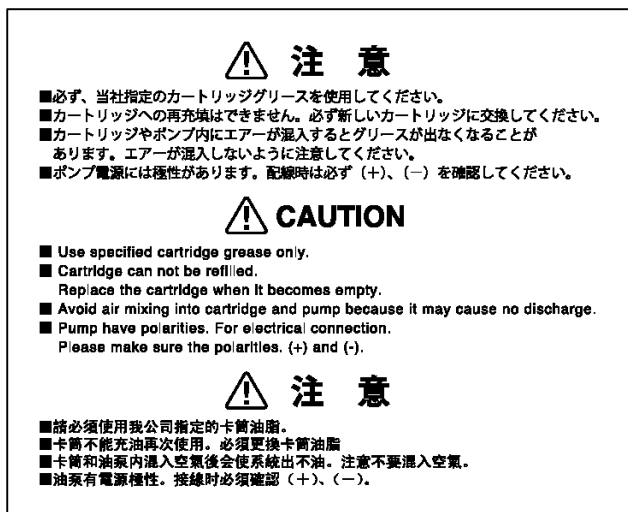 注　意
■必ず、当社指定のカートリッジグリースを使用してください。
■カートリッジへの再充填はできません。必ず新しいカートリッジに交換してください。
■カートリッジやポンプ内にエアーが混入するとグリースが出なくなることが
あります。エアーが混入しないように注意してください。
■ポンプ電源には極性があります。配線時は必ず（+）、（−）を確認してください。
CAUTION
■ Use specified cartridge grease only.
■ Cartridge can not be refilled.
Replace the cartridge when it becomes empty.
■ Avoid air mixing into cartridge and pump because it may cause no discharge.
■ Pump have polarities. For electrical connection.
Please make sure the polarities. (+) and (-).
注　意
■請必須使用我公司指定的卡筒油脂。
■卡筒不能充油再次使用。必須更換卡筒油脂
■卡筒和油泵内混入空氣後会使系統出不油。注意不要混入空氣。
■油泵有電源極性。接線时必須確認（＋）、（−）。